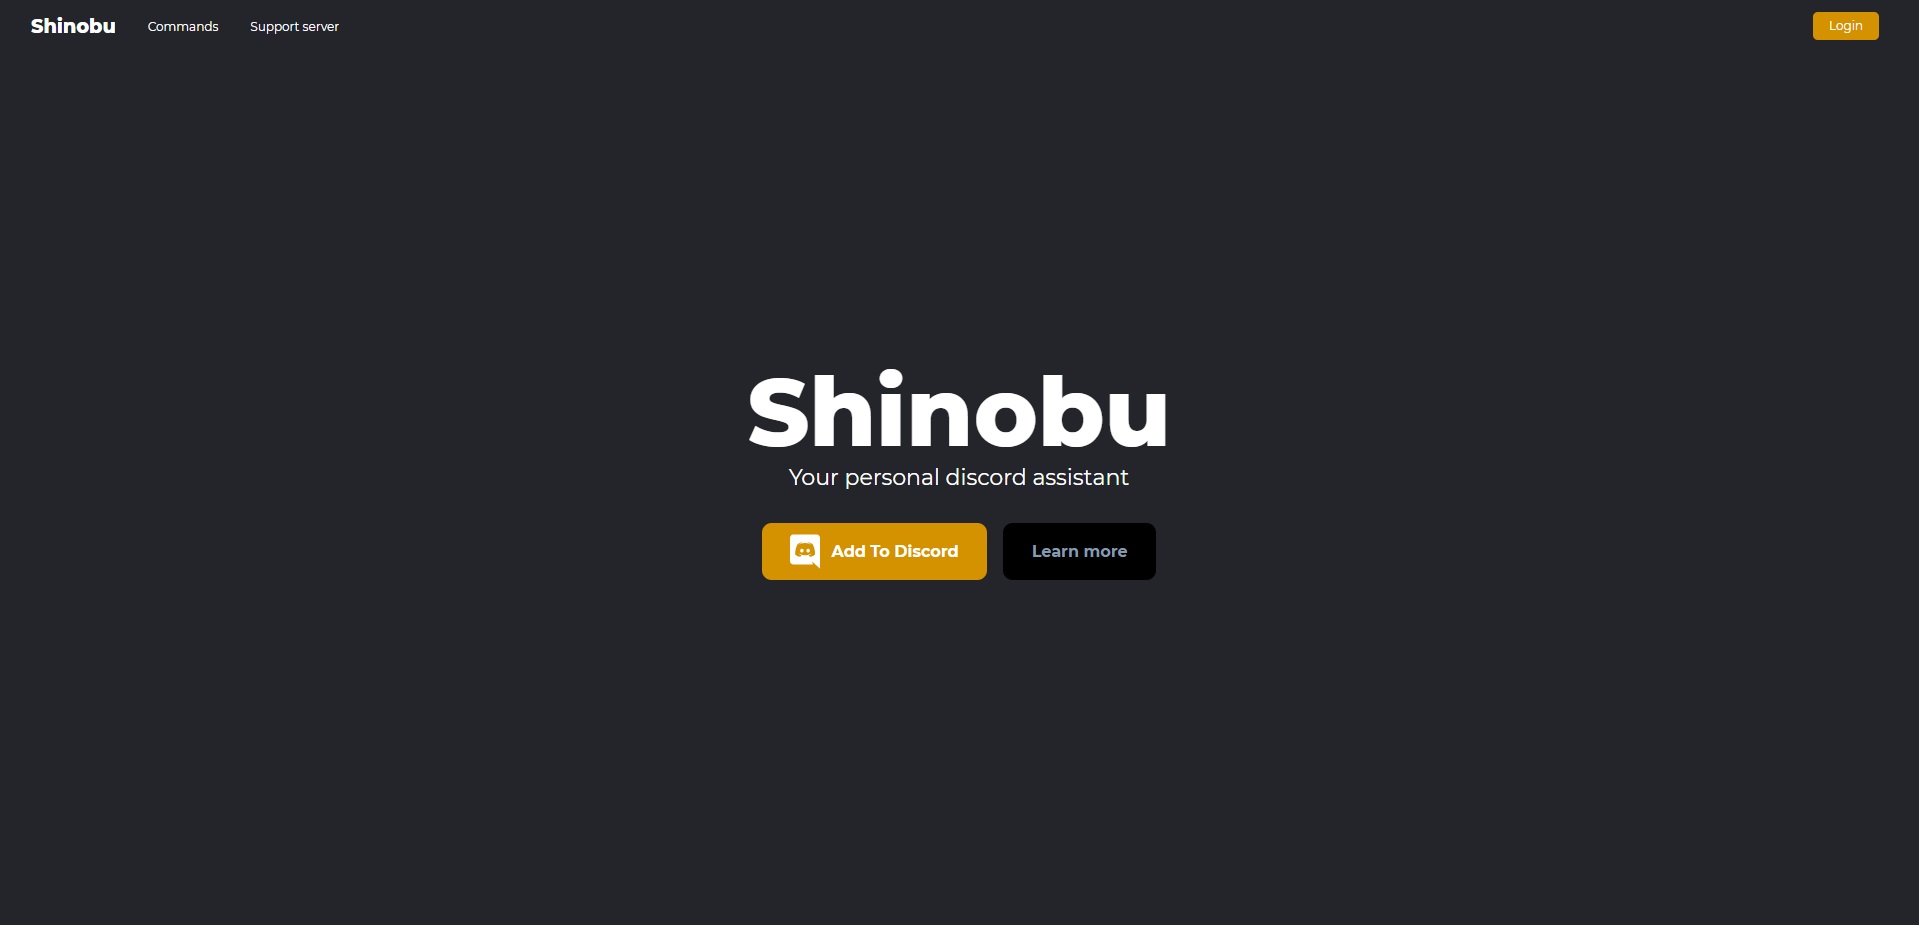 Shinobu Commands Support server Login
Shinobu
Your personal discord assistant
Add To Discord Learn more